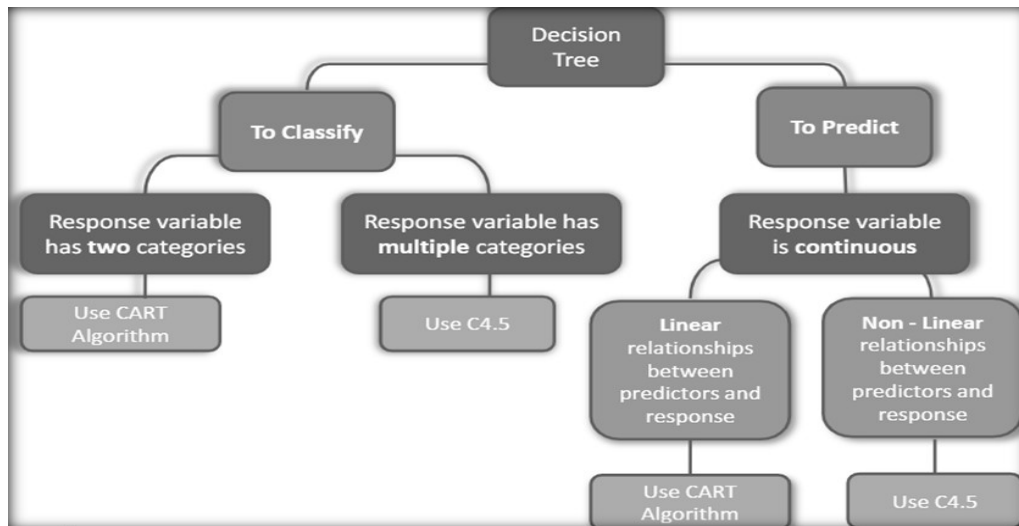 Decision
Tree
To Classify
To Predict
Response variable
has two categories
Response variable has
multiple categories
Response variable
is continuous
Use CART
Algorithm
Use C4.5
Linear
relationships
between
predictors and
response
Non - Linear
relationships
between
predictors and
response
Use CART
Algorithm
Use C4.5